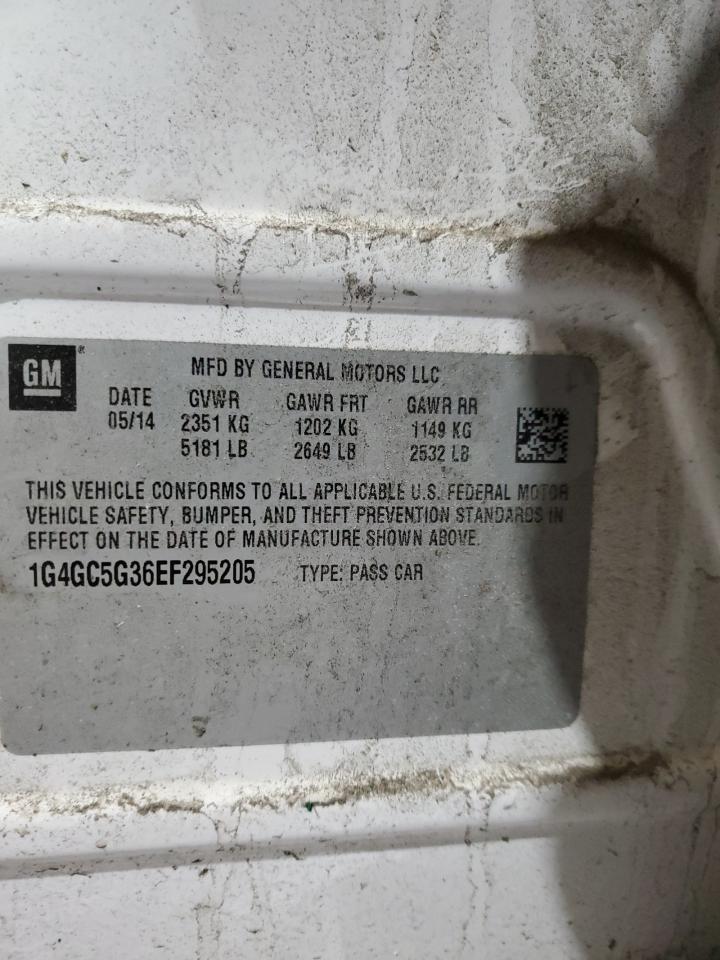 GM
MFD BY GENERAL MOTORS LLC
DATE GVWR GAWR FRT GAWR RR
05/14 2351 KG 1202 KG 1149 KG
5181 LB 2649 LB 2532 LB
THIS VEHICLE CONFORMS TO ALL APPLICABLE U.S. FEDERAL MOTOR
VEHICLE SAFETY, BUMPER, AND THEFT PREVENTION STANDARDS IN
EFFECT ON THE DATE OF MANUFACTURE SHOWN ABOVE.
1G4GC5G36EF295205 TYPE: PASS CAR